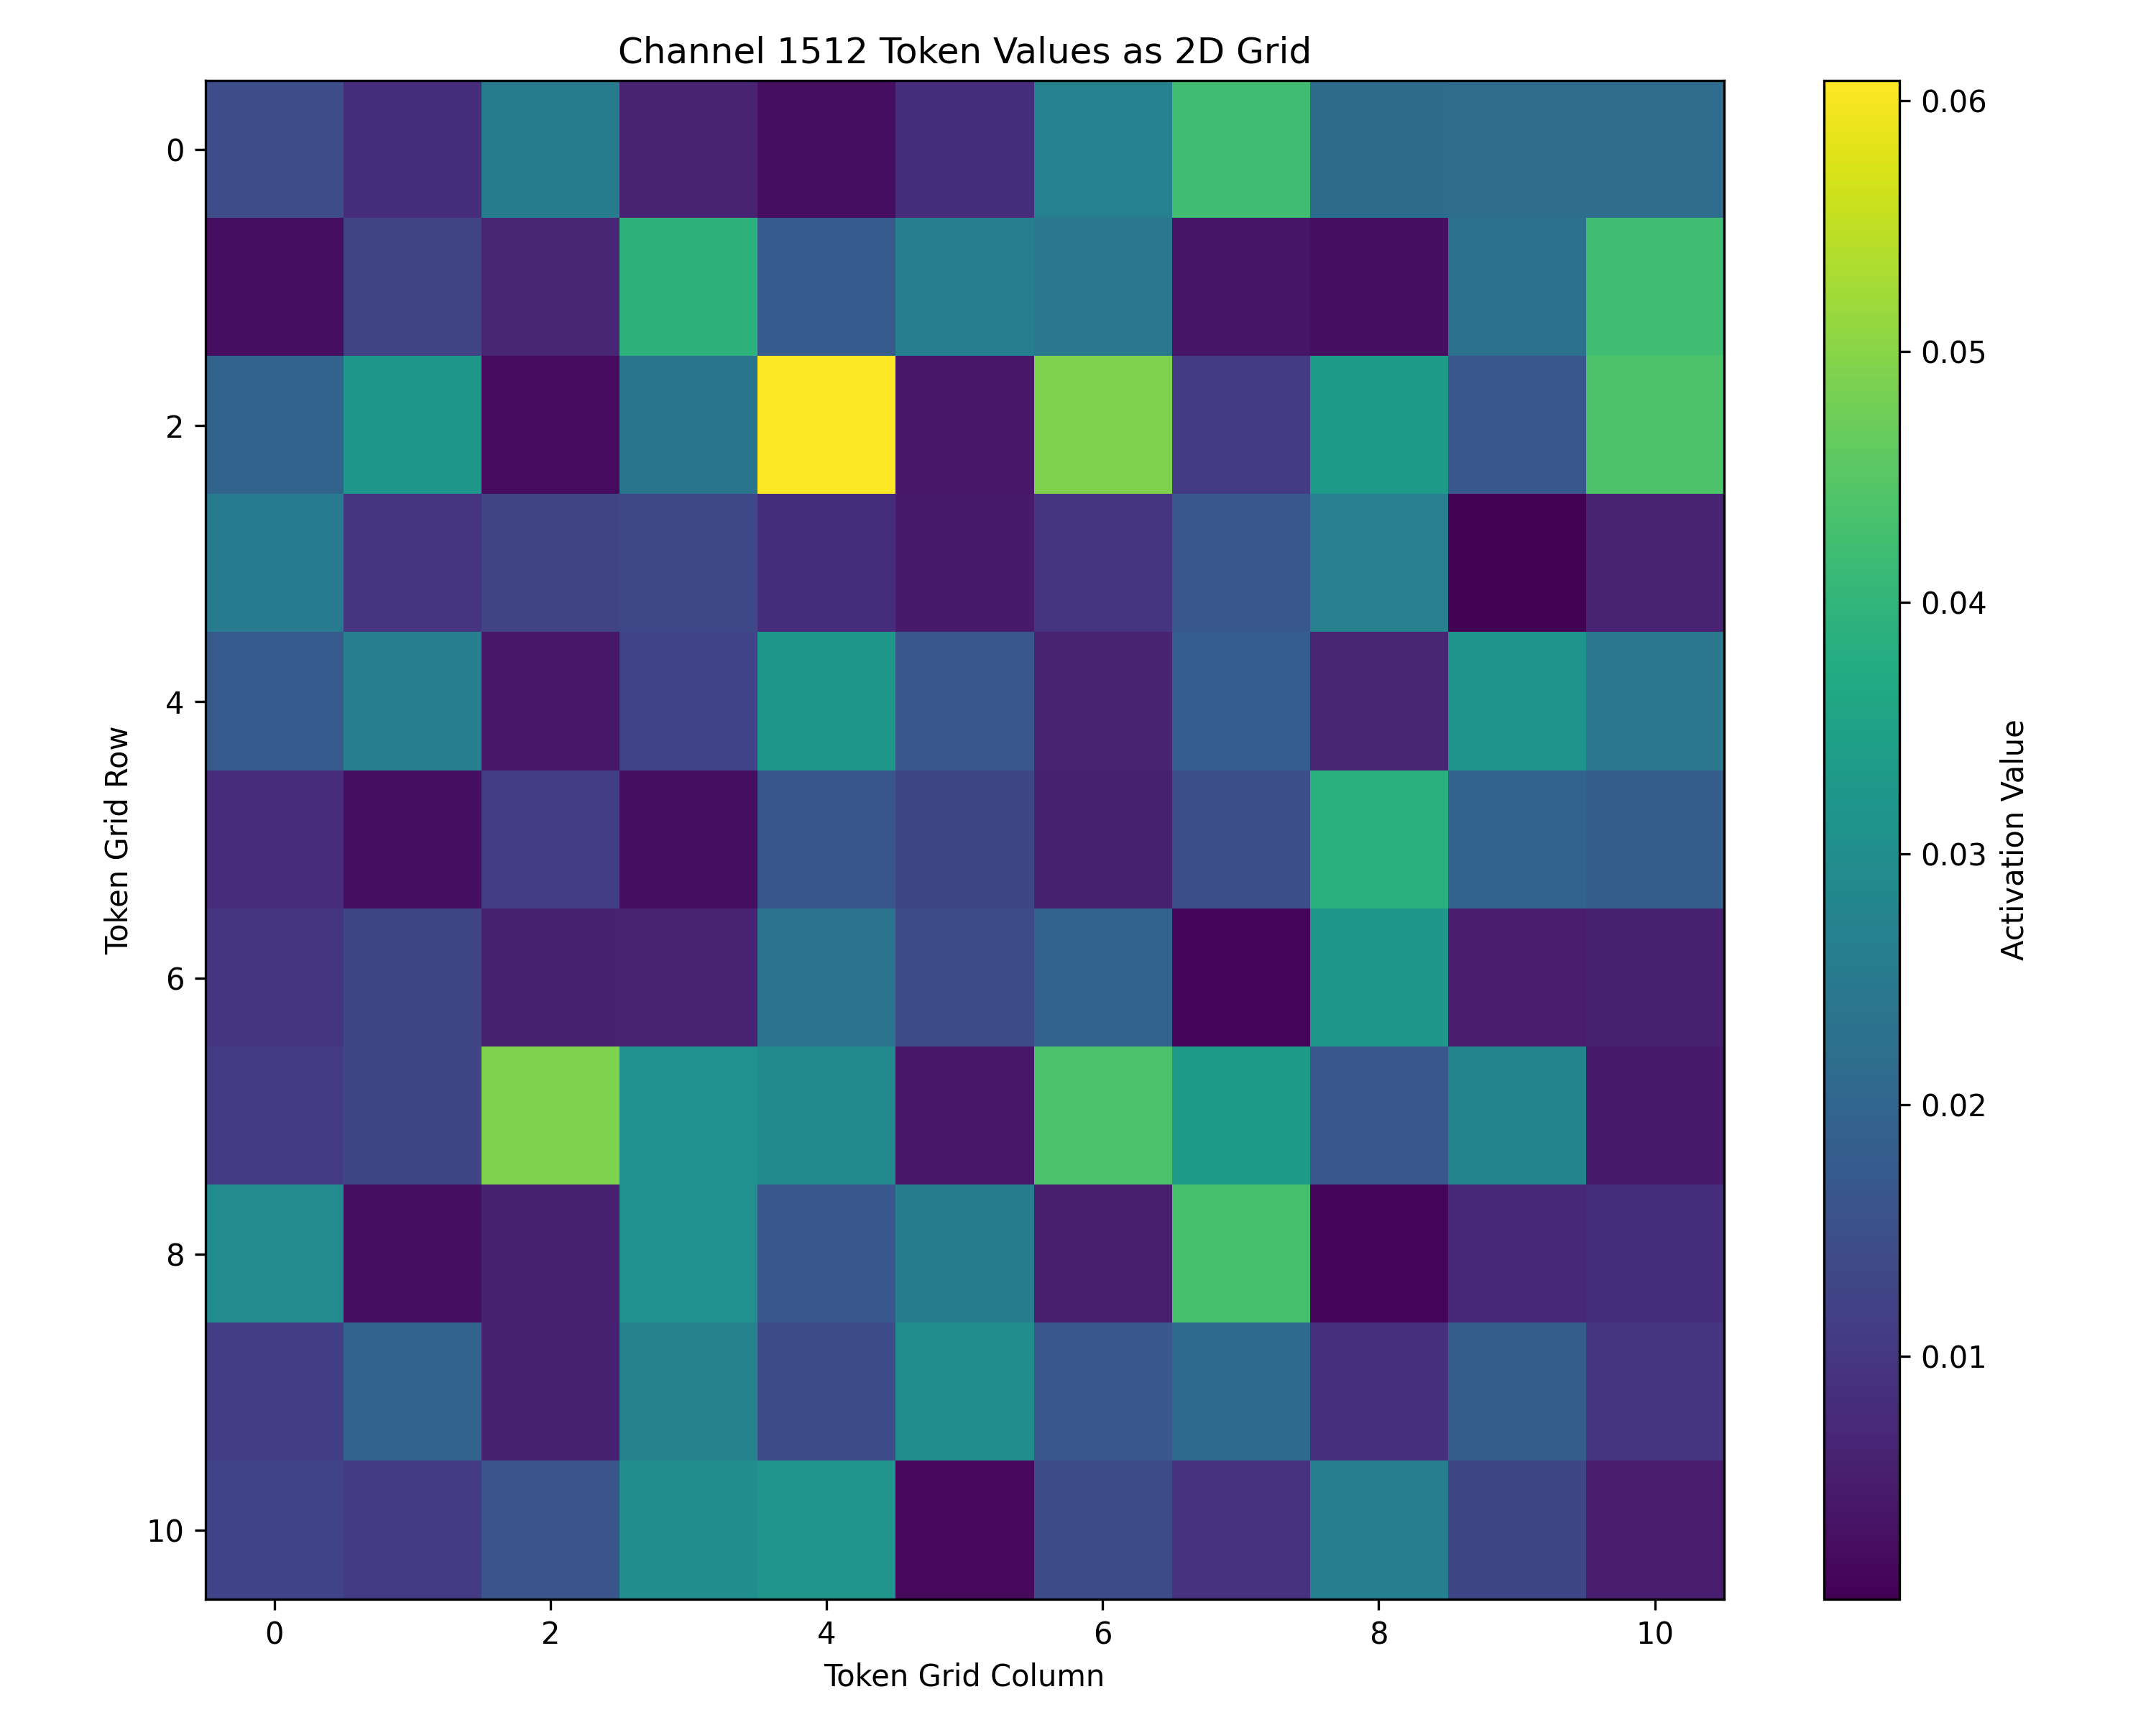 Channel 1512 Token Values as 2D Grid
0
2
4
6
8
10
Token Grid Row
0 2 4 6 8 10
Token Grid Column
0.06
0.05
0.04
0.03
0.02
0.01
Activation Value